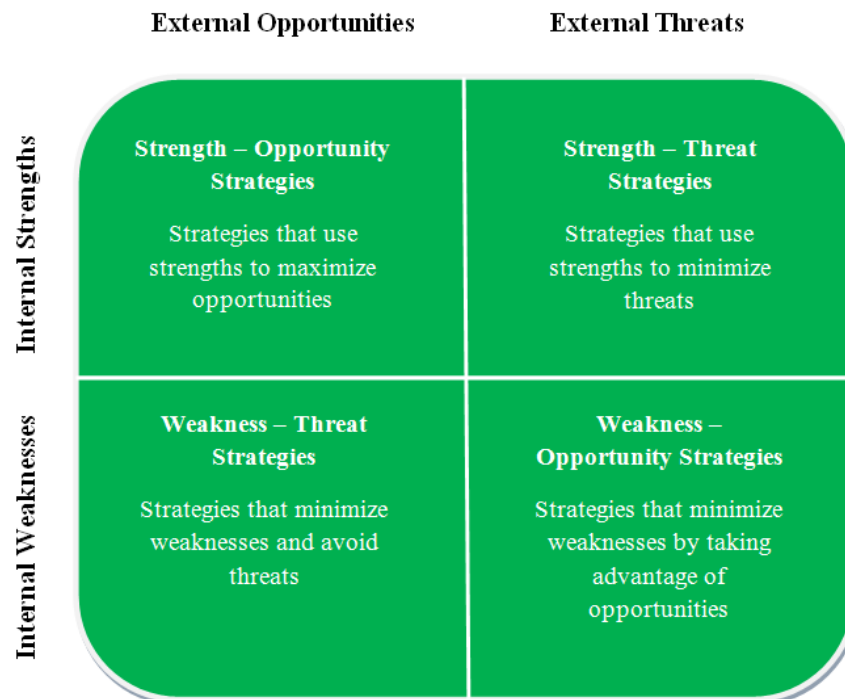 External Opportunities
External Threats
Internal Strengths
Strength – Opportunity
Strategies
Strategies that use
strengths to maximize
opportunities
Strength – Threat
Strategies
Strategies that use
strengths to minimize
threats
Internal Weaknesses
Weakness – Threat
Strategies
Strategies that minimize
weaknesses and avoid
threats
Weakness –
Opportunity Strategies
Strategies that minimize
weaknesses by taking
advantage of
opportunities